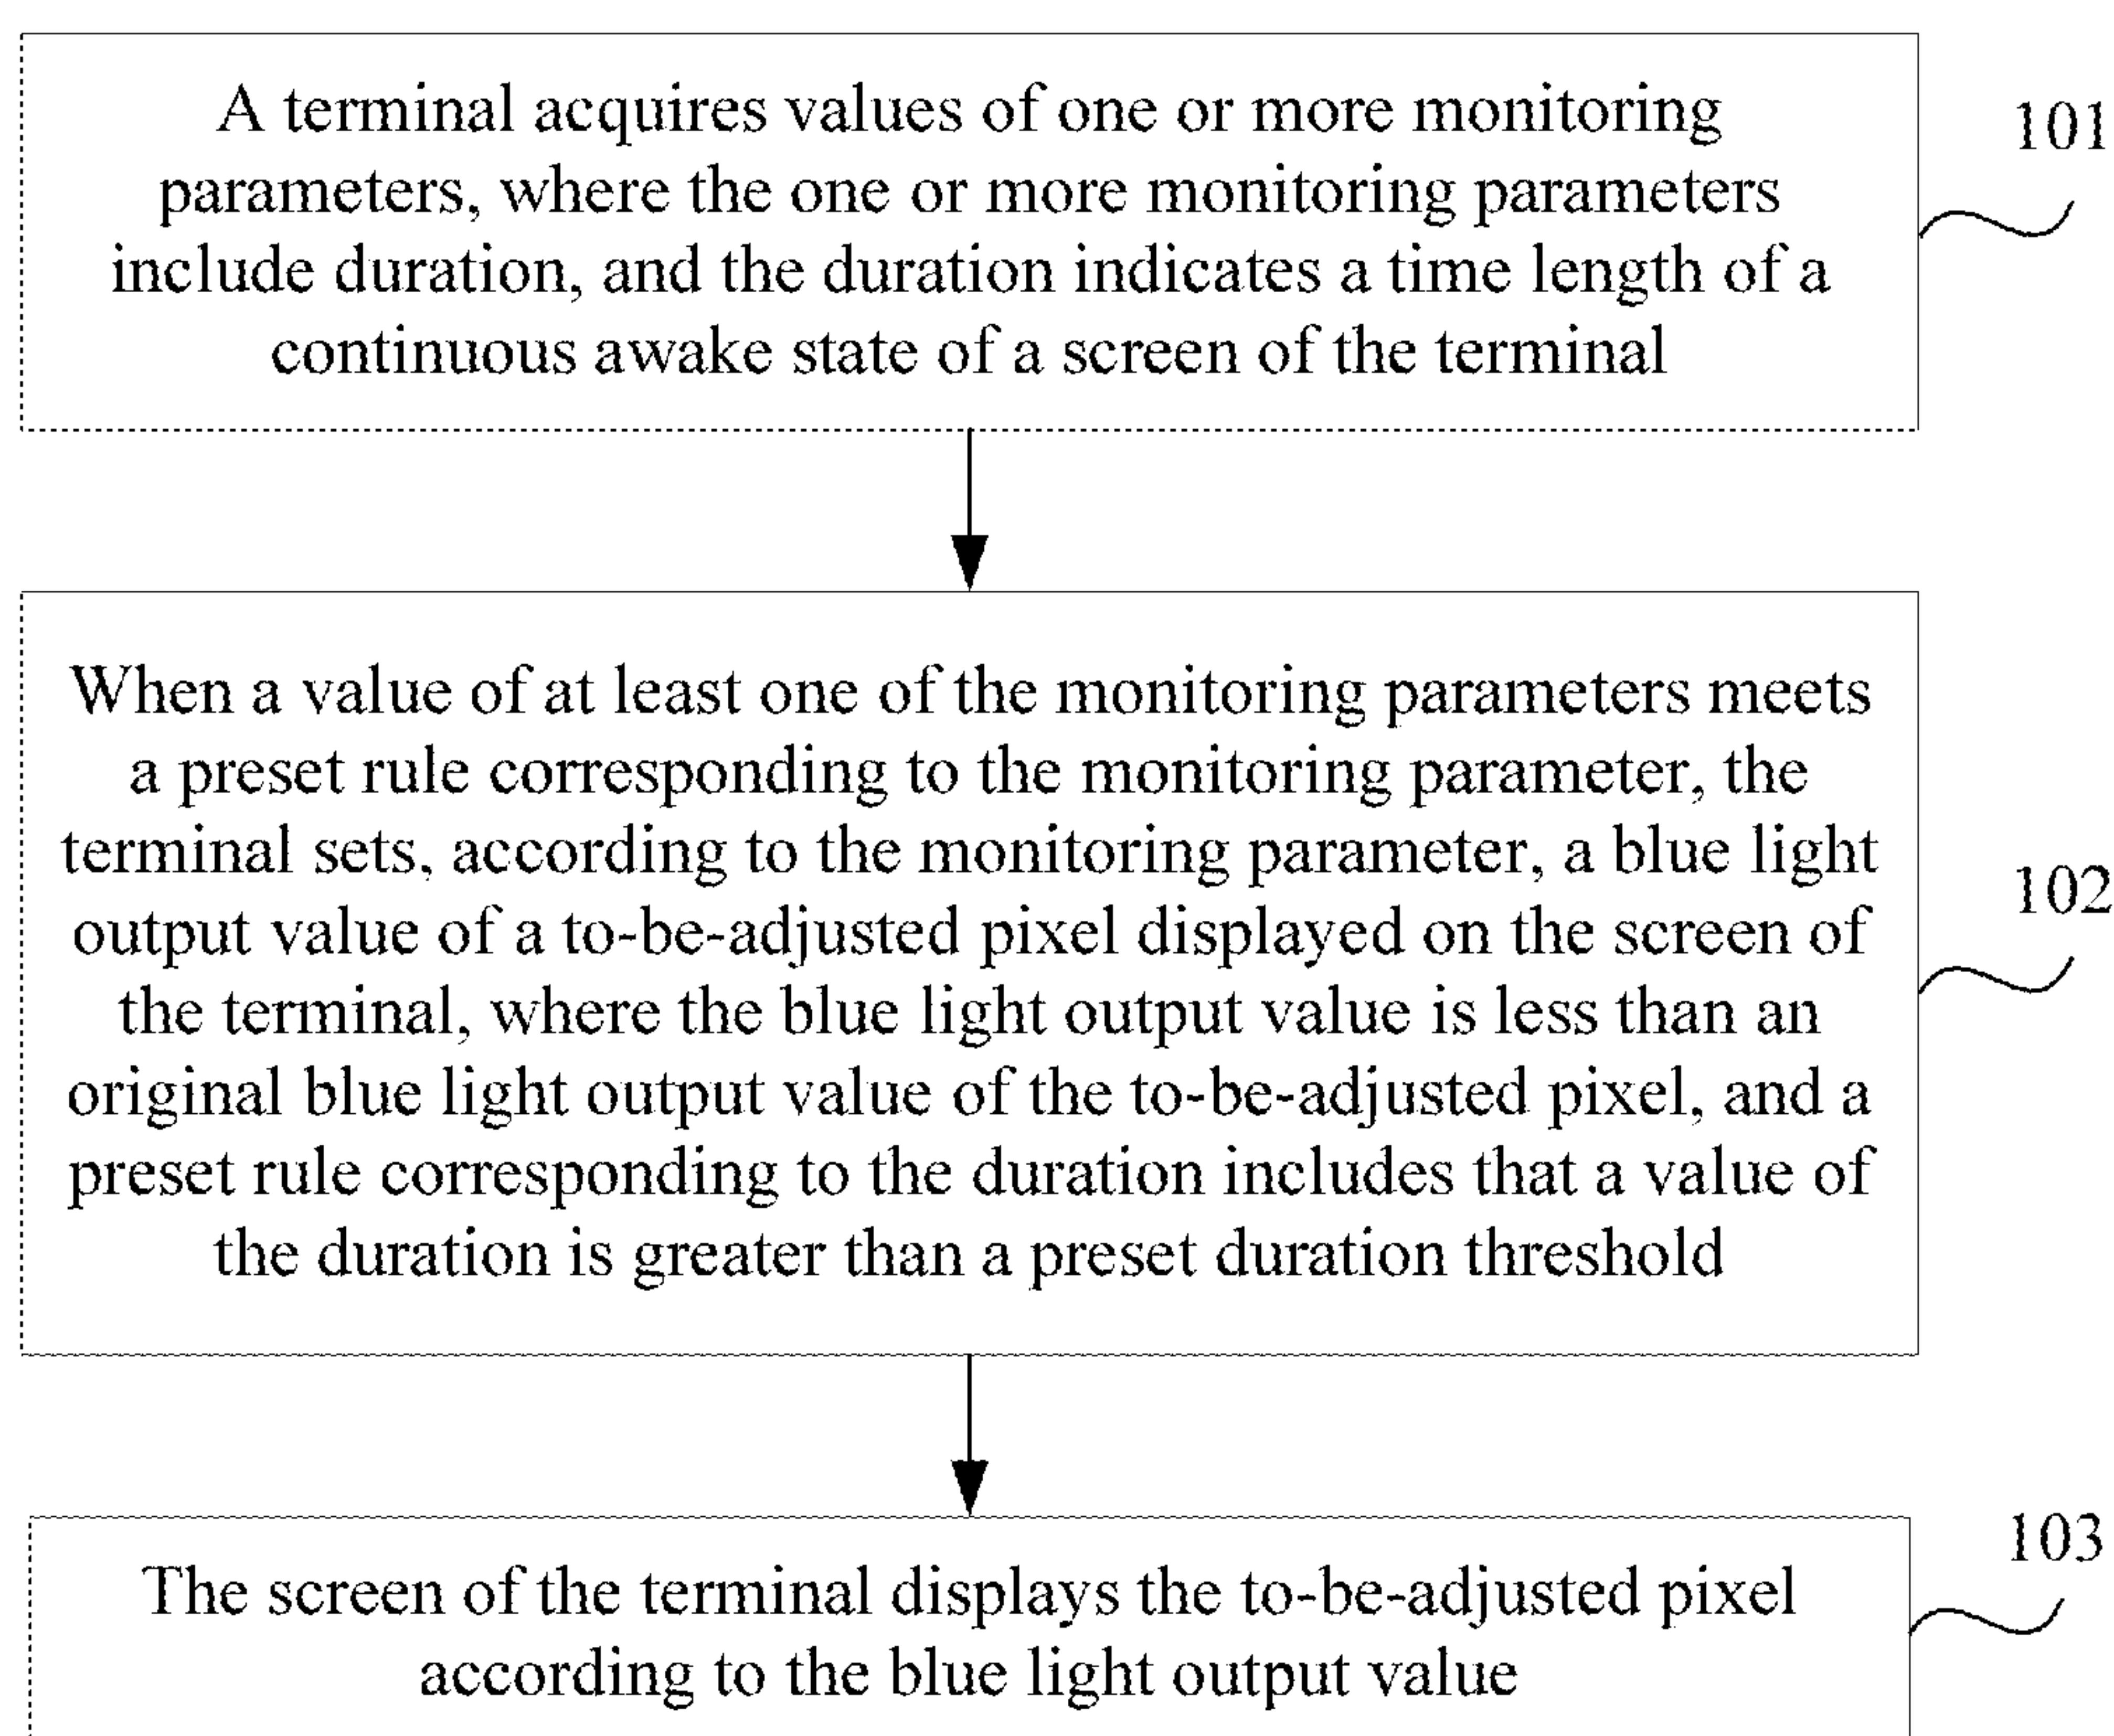 A terminal acquires values of one or more monitoring
parameters, where the one or more monitoring parameters
include duration, and the duration indicates a time length of a
continuous awake state of a screen of the terminal
101
When a value of at least one of the monitoring parameters meets
a preset rule corresponding to the monitoring parameter, the
terminal sets, according to the monitoring parameter, a blue light
output value of a to-be-adjusted pixel displayed on the screen of
the terminal, where the blue light output value is less than an
original blue light output value of the to-be-adjusted pixel, and a
preset rule corresponding to the duration includes that a value of
the duration is greater than a preset duration threshold
102
The screen of the terminal displays the to-be-adjusted pixel
according to the blue light output value
103